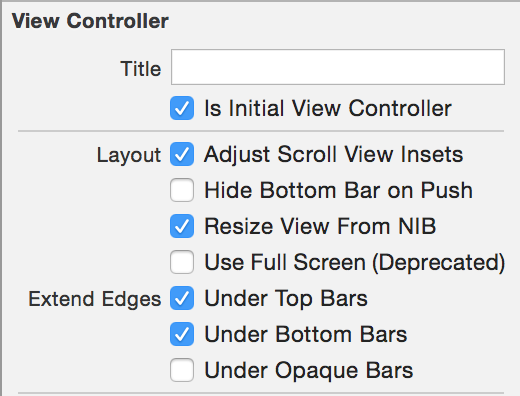 View Controller
Title
Is Initial View Controller
Layout Adjust Scroll View Insets
Hide Bottom Bar on Push
Resize View From NIB
Use Full Screen (Deprecated)
Extend Edges Under Top Bars
Under Bottom Bars
Under Opaque Bars